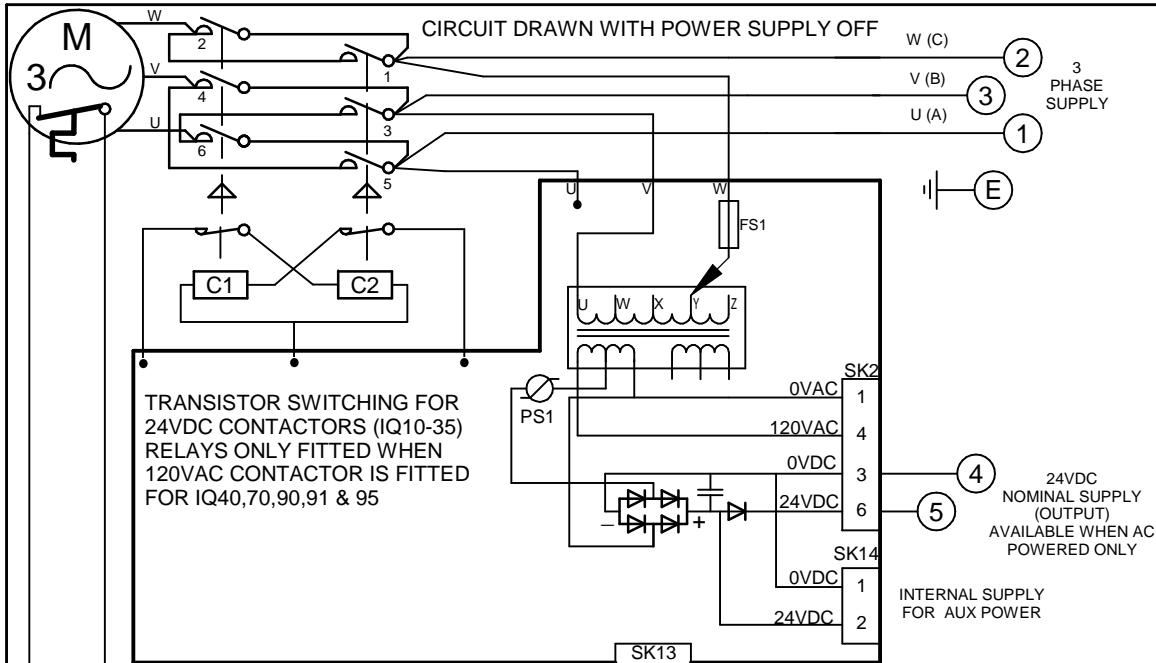 CIRCUIT DRAWN WITH POWER SUPPLY OFF
M
3
W
V
U
2
4
6
1
3
5
W (C)
2
V (B)
3
U (A)
1
3
PHASE
SUPPLY
E
U
V
W
FS1
C1
C2
U
W
X
Y
Z
PS1
TRANSISTOR SWITCHING FOR
24VDC CONTACTORS (IQ10-35)
RELAYS ONLY FITTED WHEN
120VAC CONTACTOR IS FITTED
FOR IQ40,70,90,91 & 95
SK2
0VAC 1
120VAC 4
0VDC 3
24VDC 6
4
5
24VDC
NOMINAL SUPPLY
(OUTPUT)
AVAILABLE WHEN AC
POWERED ONLY
– +
SK14
0VDC 1
24VDC 2
INTERNAL SUPPLY
FOR AUX POWER
SK13